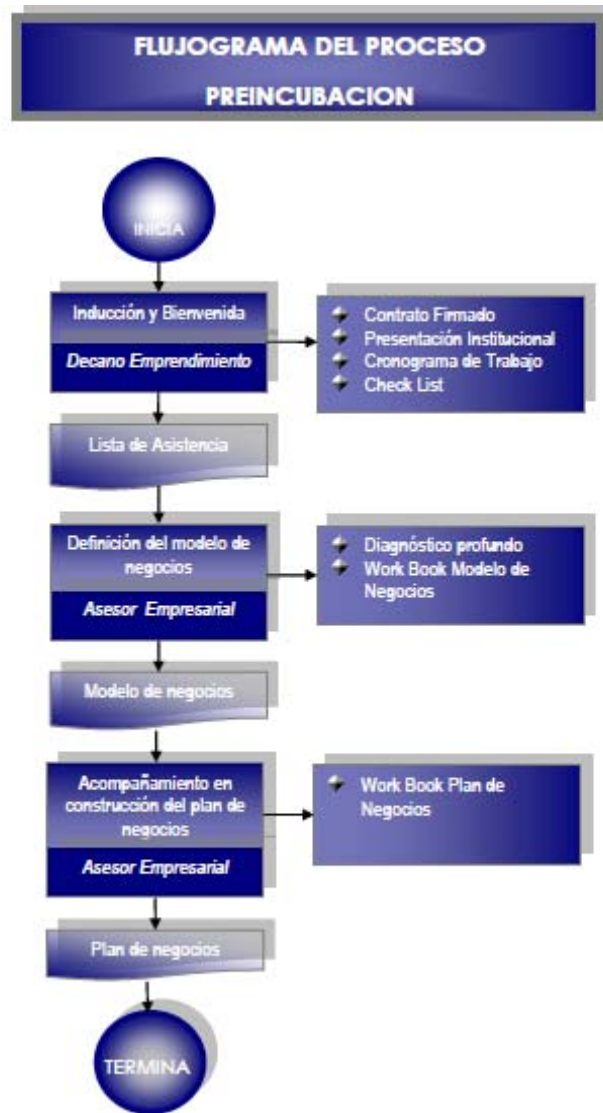 FLUJOGRAMA DEL PROCESO
PREINCUBACION
INICIA
Inducción y Bienvenida
Decano Emprendimiento
Contrato Firmado
Presentación Institucional
Cronograma de Trabajo
Check List
Lista de Asistencia
Definición del modelo de
negocios
Asesor Empresarial
Diagnóstico profundo
Work Book Modelo de
Negocios
Modelo de negocios
Acompañamiento en
construcción del plan de
negocios
Asesor Empresarial
Work Book Plan de
Negocios
Plan de negocios
TERMINA